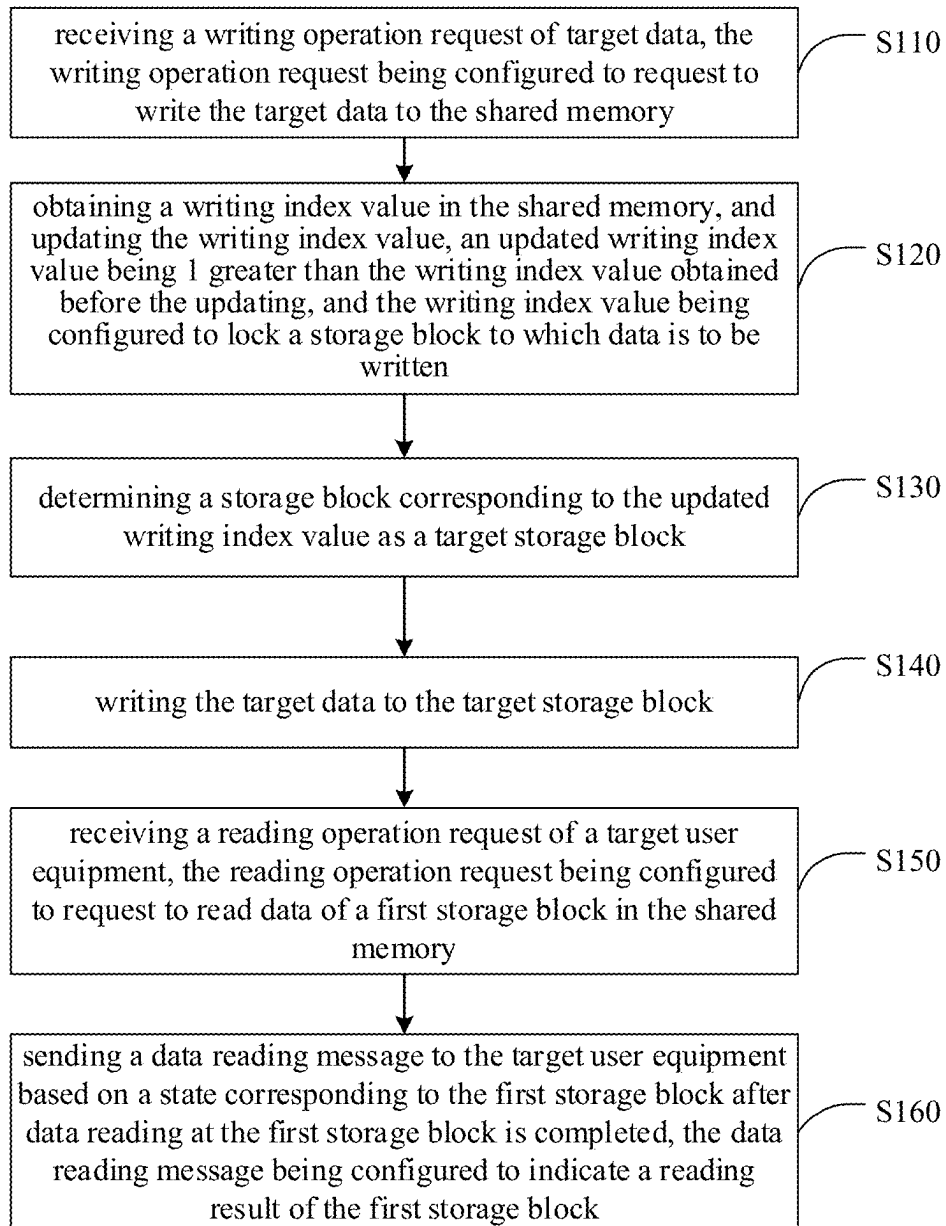 receiving a writing operation request of target data, the
writing operation request being configured to request to
write the target data to the shared memory
S110
obtaining a writing index value in the shared memory, and
updating the writing index value, an updated writing index
value being 1 greater than the writing index value obtained
before the updating, and the writing index value being
configured to lock a storage block to which data is to be
written
S120
determining a storage block corresponding to the updated
writing index value as a target storage block
S130
writing the target data to the target storage block
S140
receiving a reading operation request of a target user
equipment, the reading operation request being configured
to request to read data of a first storage block in the shared
memory
S150
sending a data reading message to the target user equipment
based on a state corresponding to the first storage block after
data reading at the first storage block is completed, the data
reading message being configured to indicate a reading
result of the first storage block
S160